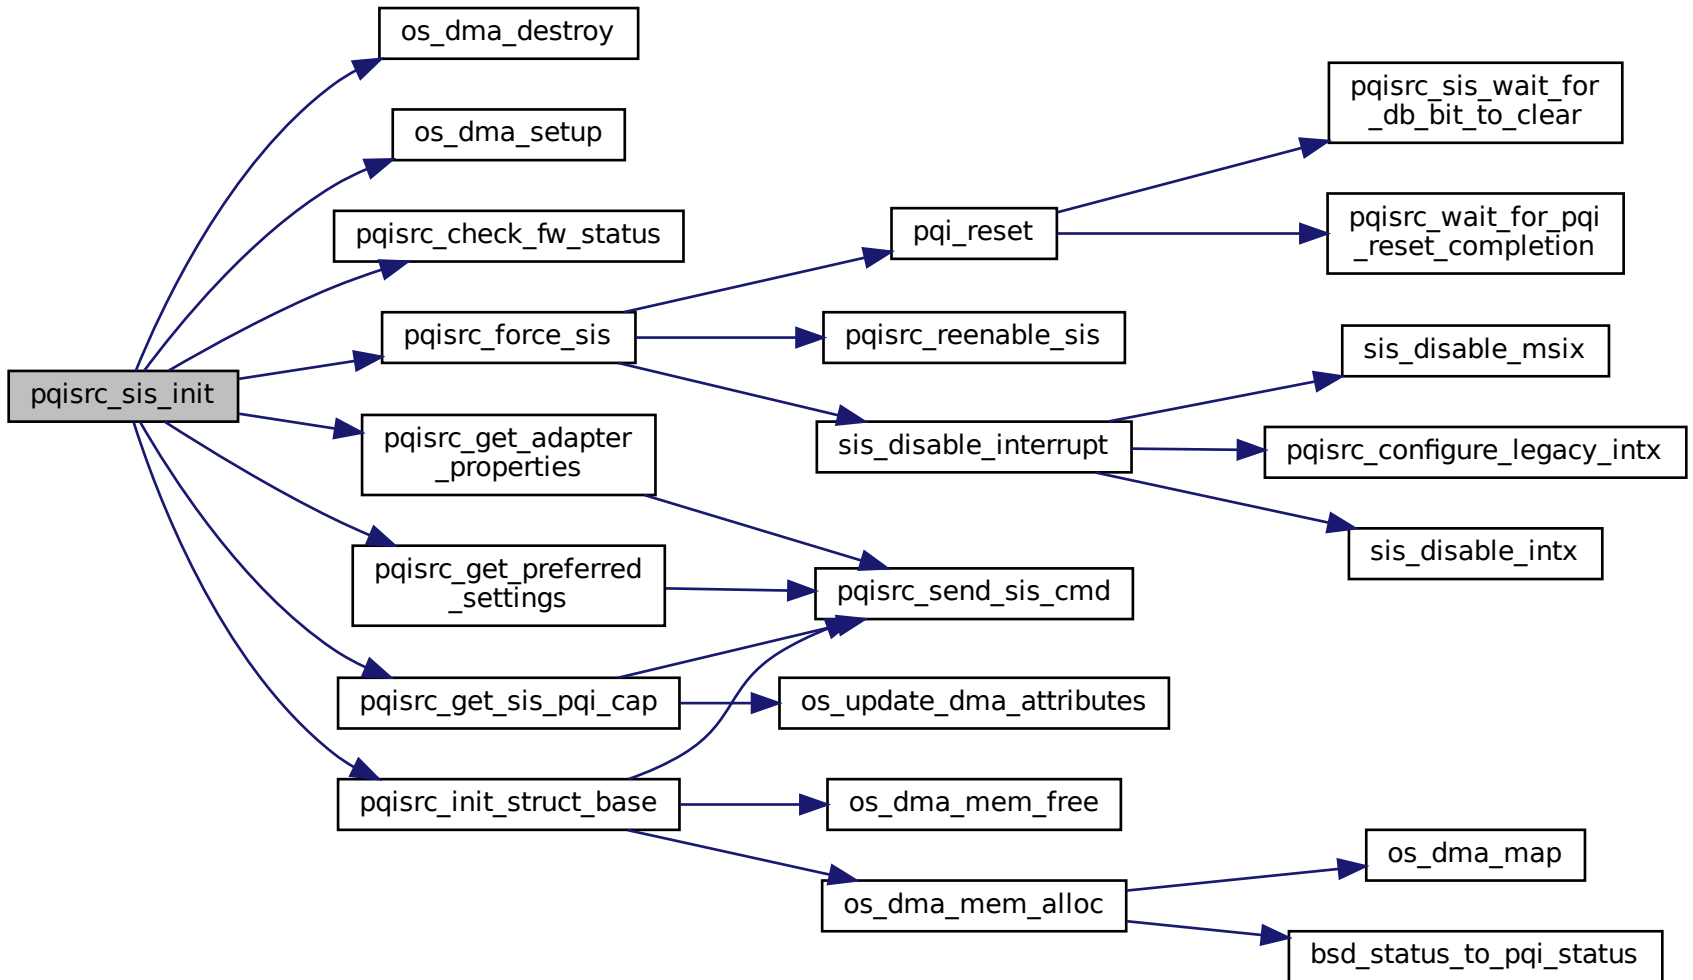 os_dma_destroy
pqisrc_sis_wait_for
_db_bit_to_clear
os_dma_setup
pqisrc_check_fw_status
pqi_reset
pqisrc_wait_for_pqi
_reset_completion
pqisrc_force_sis
pqisrc_reenable_sis
sis_disable_msix
pqisrc_sis_init
pqisrc_get_adapter
_properties
sis_disable_interrupt
pqisrc_configure_legacy_intx
sis_disable_intx
pqisrc_get_preferred
_settings
pqisrc_send_sis_cmd
pqisrc_get_sis_pqi_cap
os_update_dma_attributes
pqisrc_init_struct_base
os_dma_mem_free
os_dma_map
os_dma_mem_alloc
bsd_status_to_pqi_status